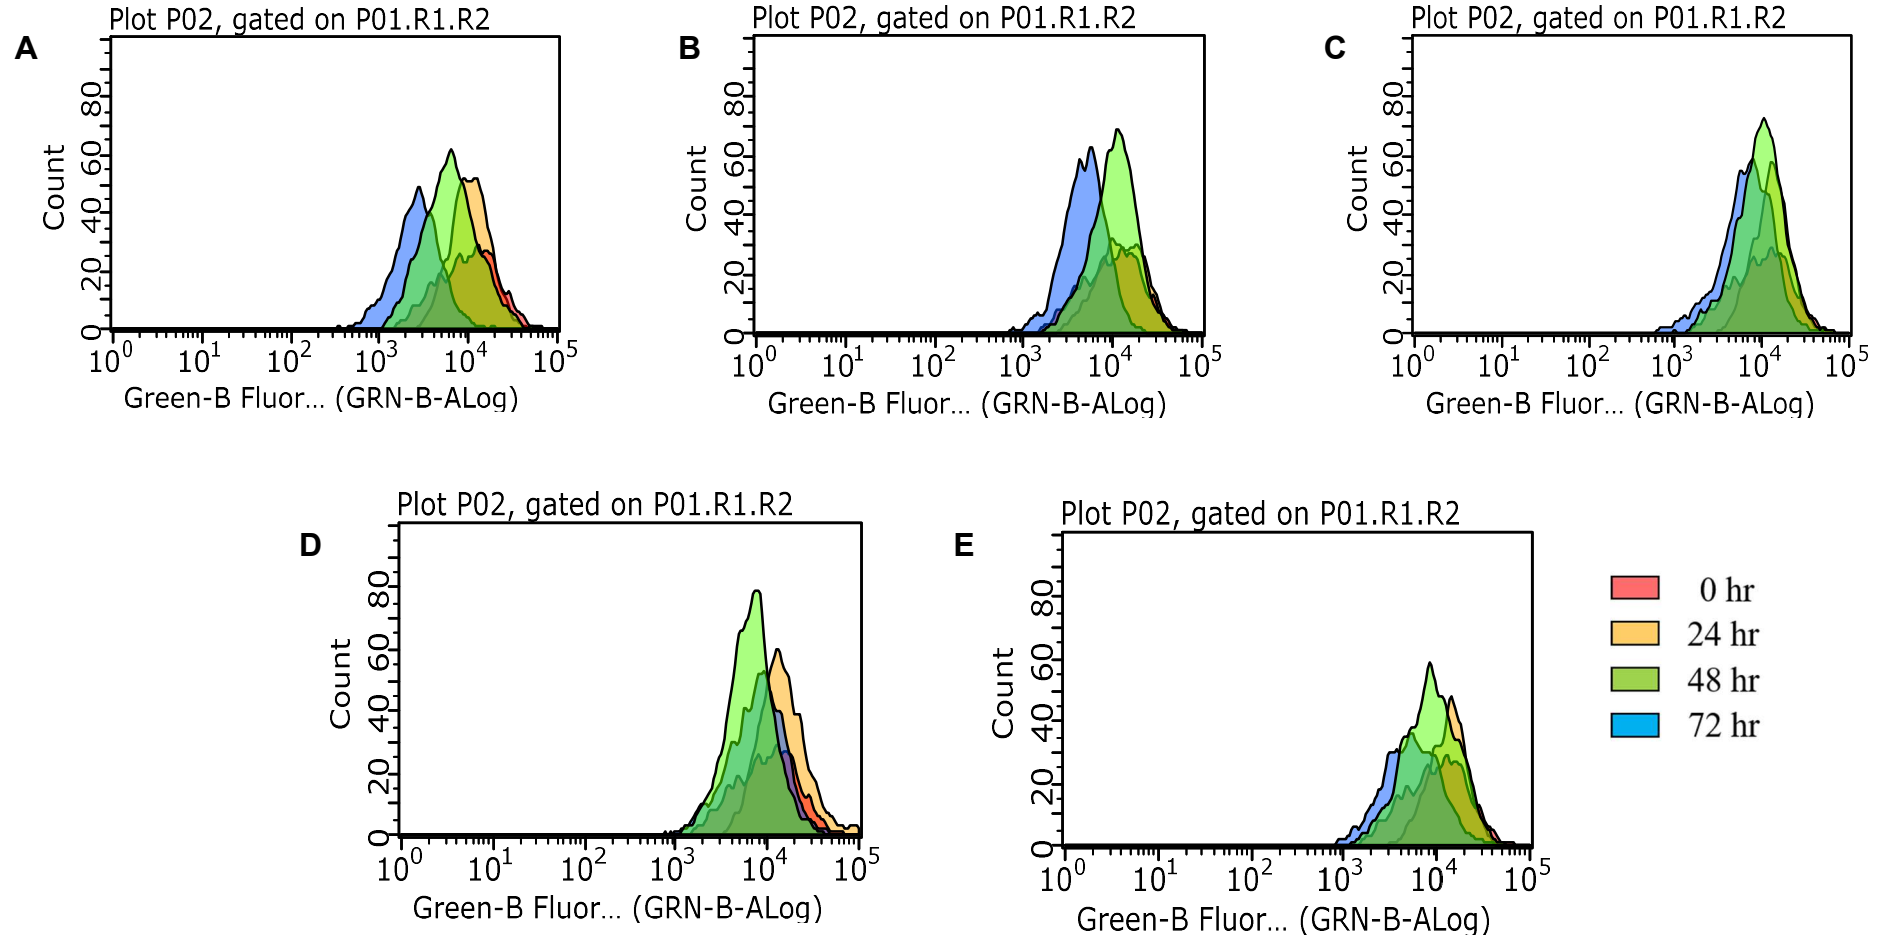 A
Plot P02, gated on P01.R1.R2
Count
0 20 40 60 80
10^0 10^1 10^2 10^3 10^4 10^5
Green-B Fluor... (GRN-B-ALog)
B
Plot P02, gated on P01.R1.R2
Count
0 20 40 60 80
10^0 10^1 10^2 10^3 10^4 10^5
Green-B Fluor... (GRN-B-ALog)
C
Plot P02, gated on P01.R1.R2
Count
0 20 40 60 80
10^0 10^1 10^2 10^3 10^4 10^5
Green-B Fluor... (GRN-B-ALog)
D
Plot P02, gated on P01.R1.R2
Count
0 20 40 60 80
10^0 10^1 10^2 10^3 10^4 10^5
Green-B Fluor... (GRN-B-ALog)
E
Plot P02, gated on P01.R1.R2
Count
0 20 40 60 80
10^0 10^1 10^2 10^3 10^4 10^5
Green-B Fluor... (GRN-B-ALog)
0 hr
24 hr
48 hr
72 hr